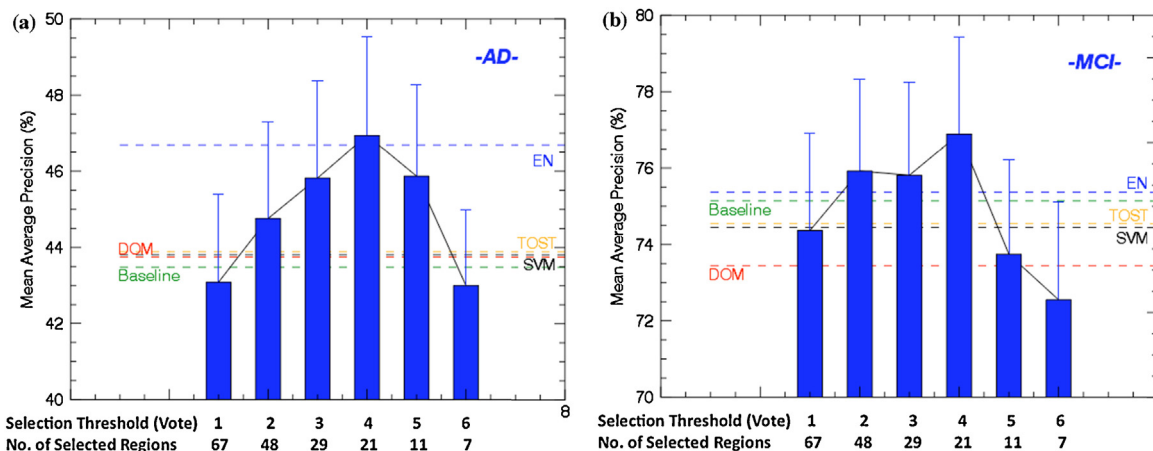 (a)
50
48
46
44
42
40
Mean Average Precision (%)
-AD-
EN
DOM
TOST
SVM
Baseline
8
Selection Threshold (Vote) 1 2 3 4 5 6
No. of Selected Regions 67 48 29 21 11 7
(b)
80
78
76
74
72
70
Mean Average Precision (%)
-MCI-
EN
Baseline
TOST
SVM
DOM
Selection Threshold (Vote) 1 2 3 4 5 6
No. of Selected Regions 67 48 29 21 11 7